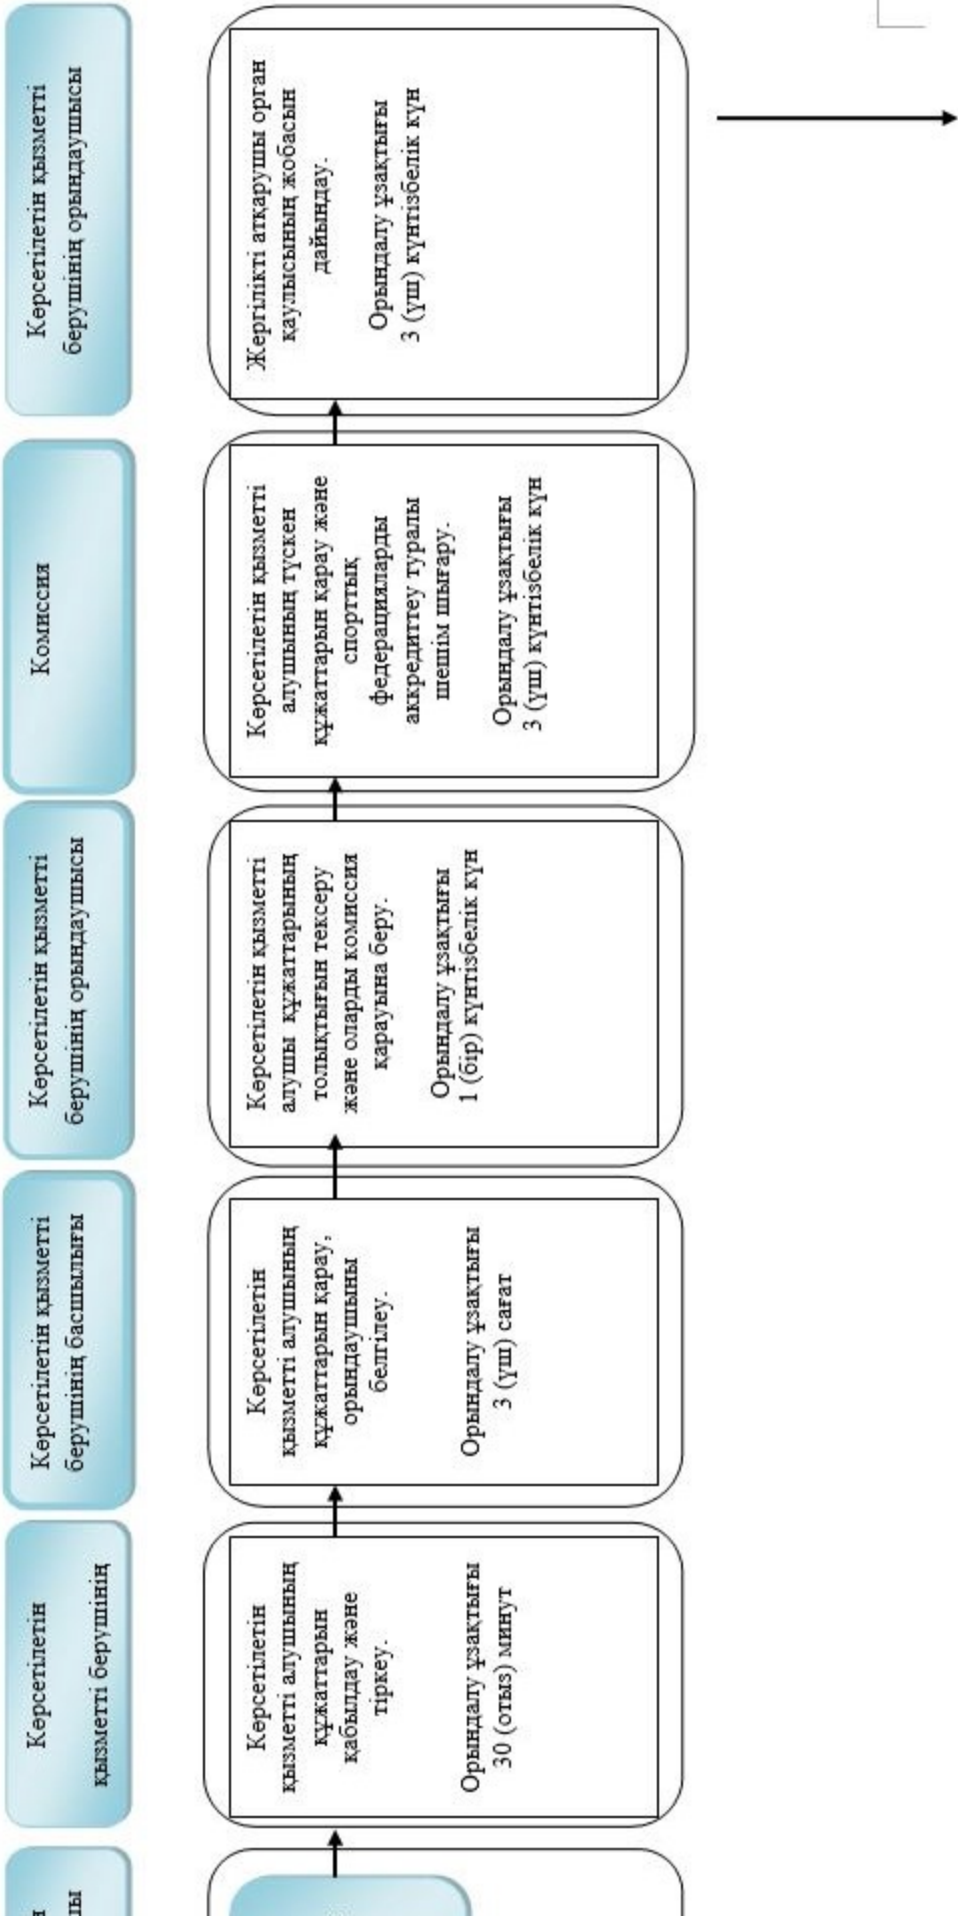 Көрсетілетін
қызметті берушінің
Көрсетілетін қызметті
берушінің басшылығы
Көрсетілетін қызметті
берушінің орындаушысы
Комиссия
Көрсетілетін қызметті
берушінің орындаушысы
Көрсетілетін
қызметті алушының
құжаттарын
қабылдау және
тіркеу.
Орындалу ұзақтығы
30 (отыз) минут
Көрсетілетін
қызметті алушының
құжаттарын қарау,
орындаушыны
белгілеу.
Орындалу ұзақтығы
3 (үш) сағат
Көрсетілетін қызметті
алушы құжаттарының
толықтығын тексеру
және оларды комиссия
қарауына беру.
Орындалу ұзақтығы
1 (бір) күнтізбелік күн
Көрсетілетін қызметті
алушының түскен
құжаттарын қарау және
спорттық
федерацияларды
аккредиттеу туралы
шешім шығару.
Орындалу ұзақтығы
3 (үш) күнтізбелік күн
Жергілікті атқарушы орган
қаулысының жобасын
дайындау.
Орындалу ұзақтығы
3 (үш) күнтізбелік күн